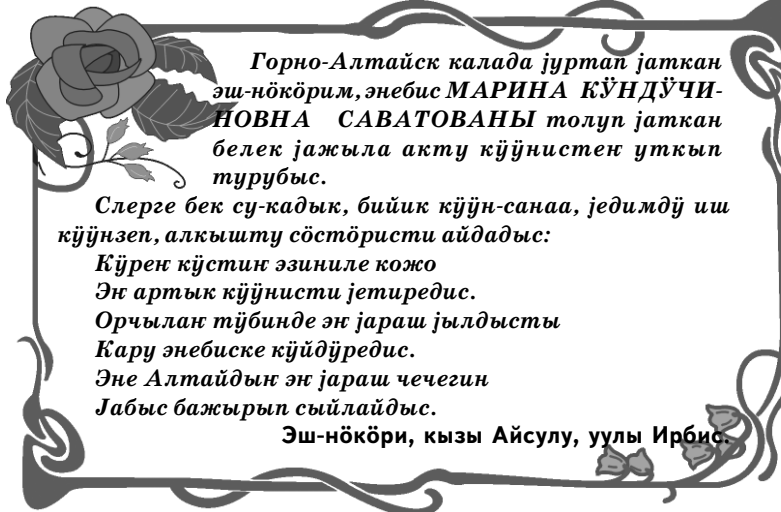 Горно-Алтайск калада јуртап јаткан
эш-нӧкӧрим, энебис МАРИНА КӰНДӰЧИ-
НОВНА САВАТОВАНЫ толуп јаткан
белек јажыла акту кӱӱнистеҥ уткып
турубыс.
Слерге бек су-кадык, бийик кӱӱн-санаа, једимдӱ иш
кӱӱнзеп, алкышту сӧстӧристи айдадыс:
Кӱреҥ кӱстиҥ эзиниле кожо
Эҥ артык кӱӱнисти јетиредис.
Орчылаҥ тӱбинде эҥ јараш јылдысты
Кару энебиске кӱйдӱредис.
Эне Алтайдыҥ эҥ јараш чечегин
Јабыс бажырып сыйлайдыс.
Эш-нӧкӧри, кызы Айсулу, уулы Ирбис.